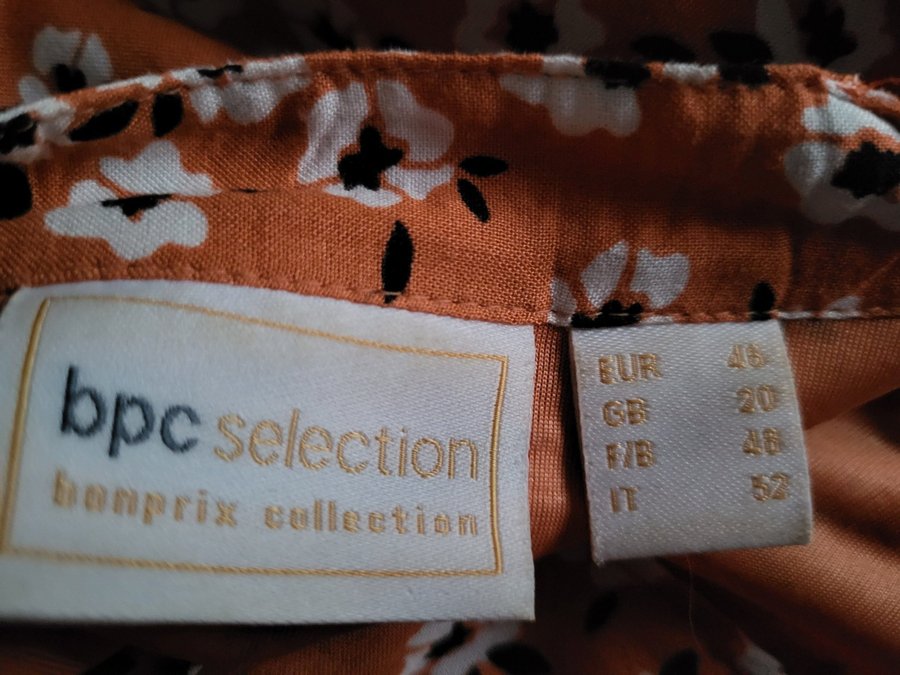 bpc selection
bonprix collection
EUR 46
GB 20
F/B 48
IT 52